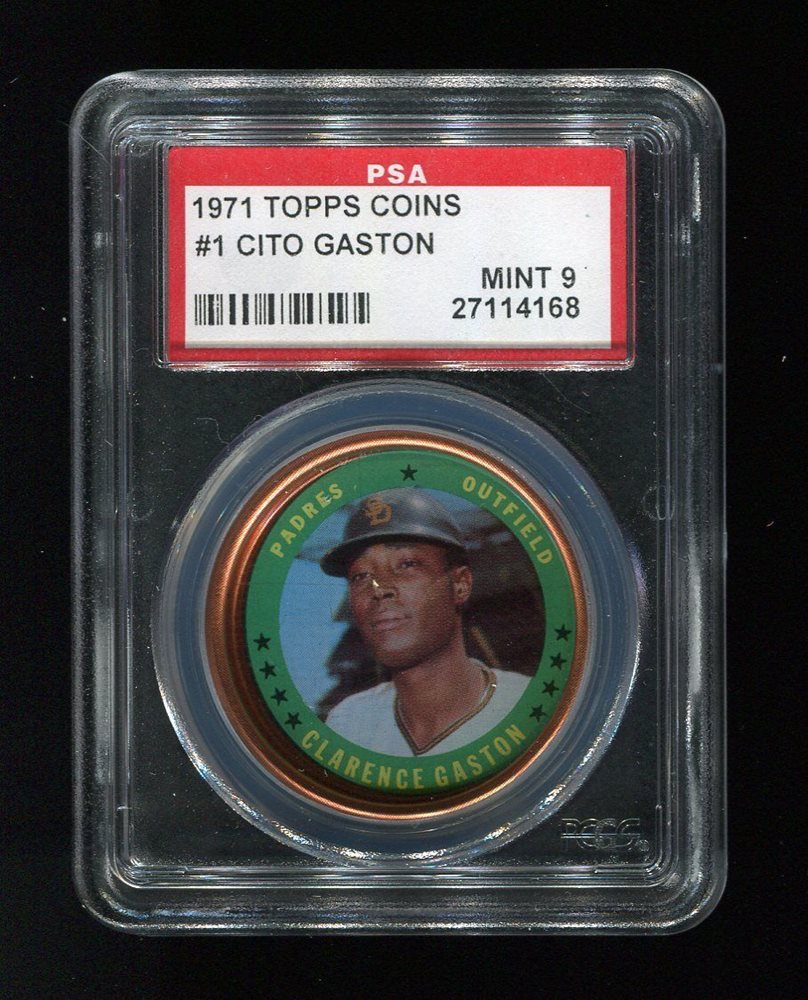 PSA
1971 TOPPS COINS
#1 CITO GASTON
MINT 9
27114168
PADRES ★ OUTFIELD
SD
CLARENCE GASTON
PCGS®